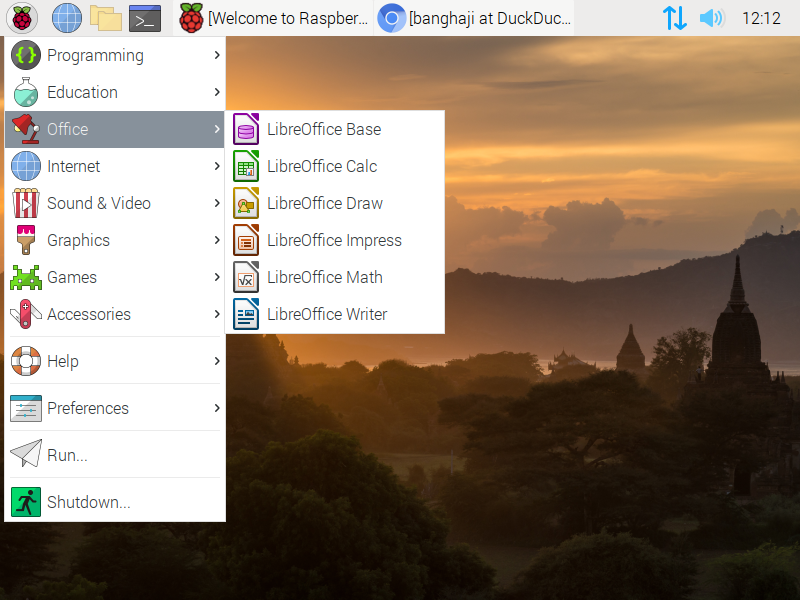 [Welcome to Raspber...
[banghaji at DuckDuc...
12:12
Programming
Education
Office
Internet
Sound & Video
Graphics
Games
Accessories
Help
Preferences
Run...
Shutdown...
LibreOffice Base
LibreOffice Calc
LibreOffice Draw
LibreOffice Impress
LibreOffice Math
LibreOffice Writer